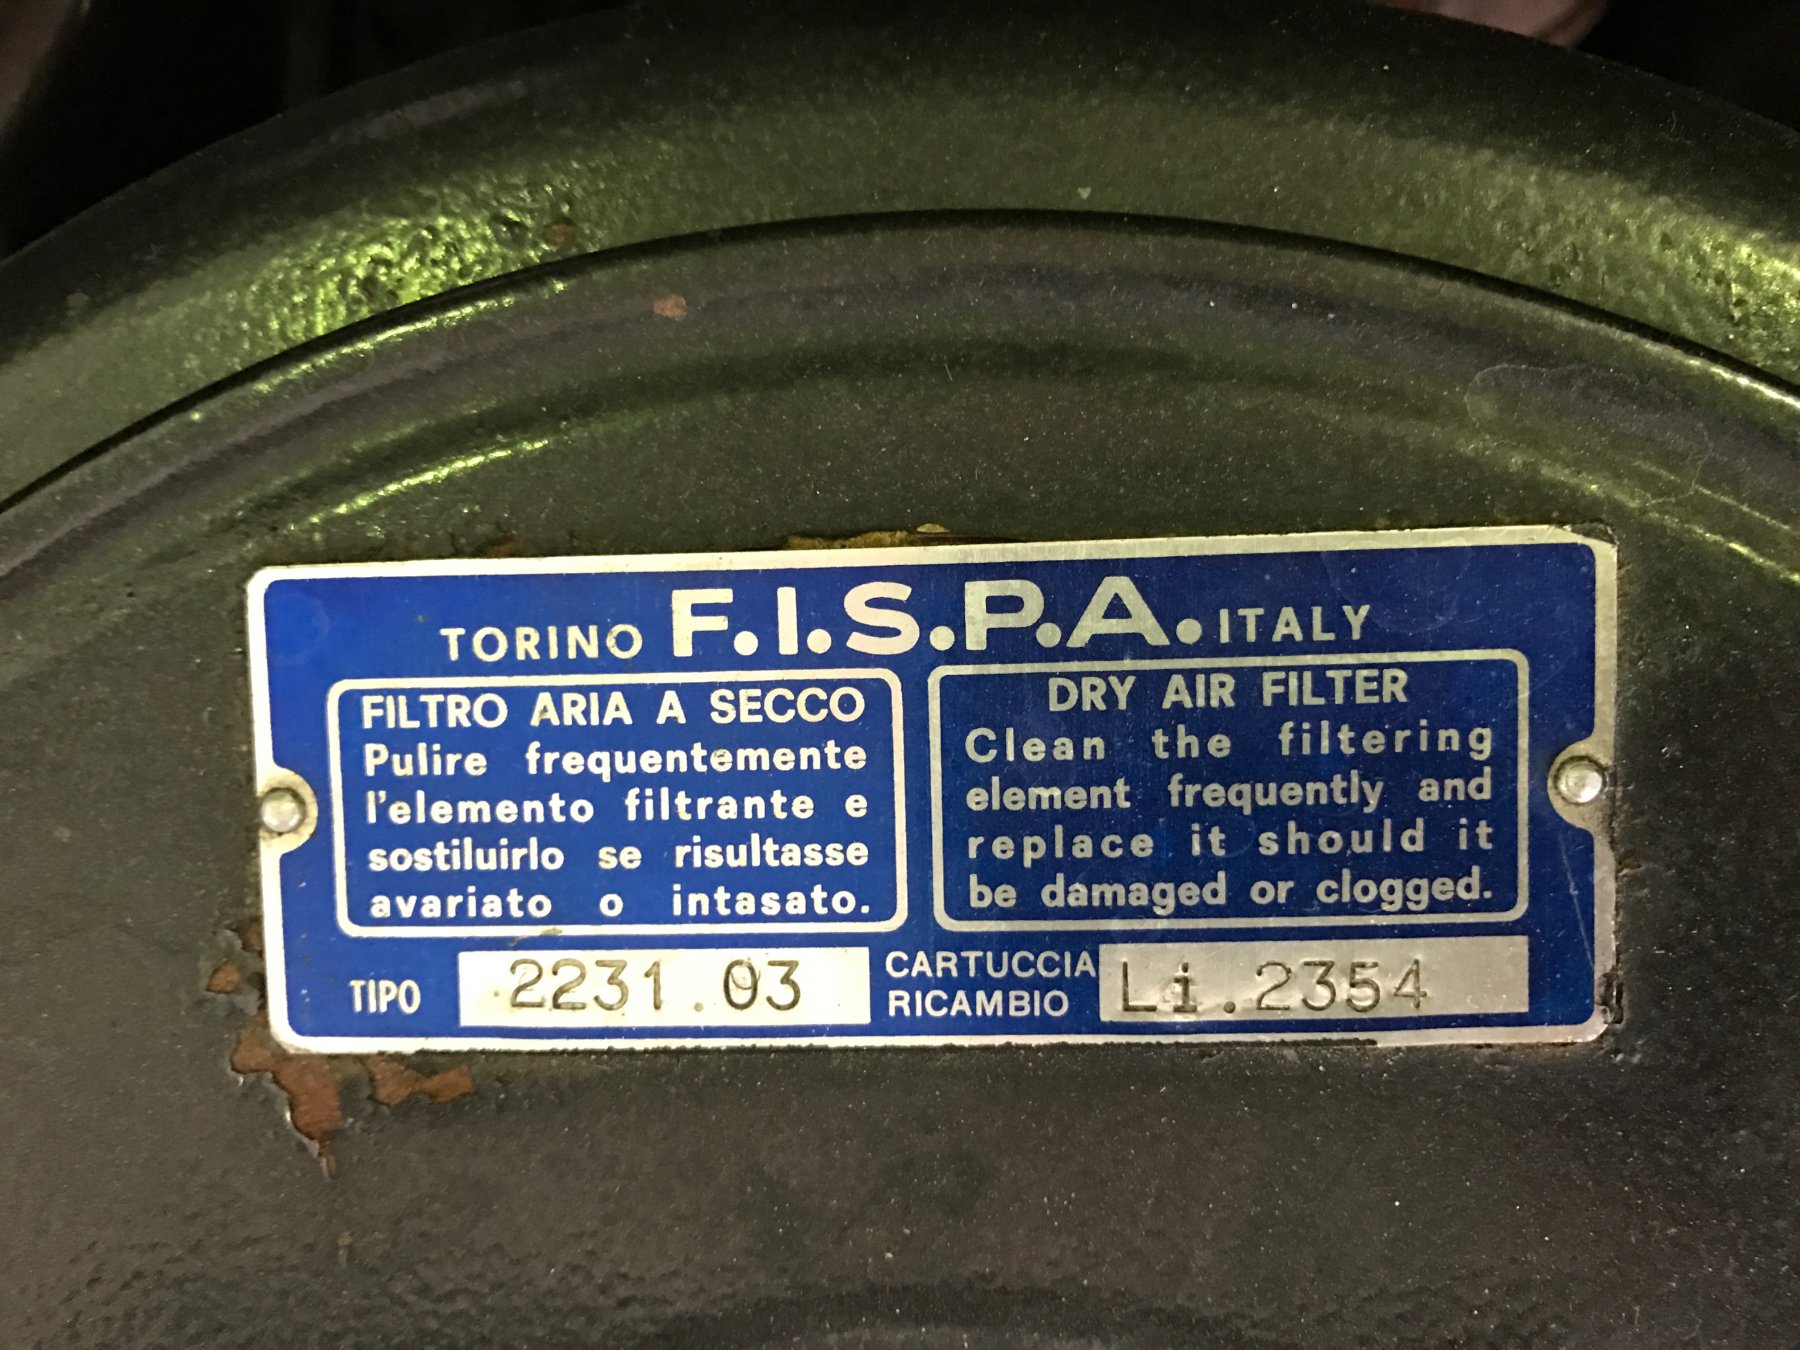 TORINO F.I.S.P.A. ITALY
FILTRO ARIA A SECCO
Pulire frequentemente
l'elemento filtrante e
sostiluirlo se risultasse
avariato o intasato.
DRY AIR FILTER
Clean the filtering
element frequently and
replace it should it
be damaged or clogged.
TIPO 2231.03
CARTUCCIA
RICAMBIO Li.2354